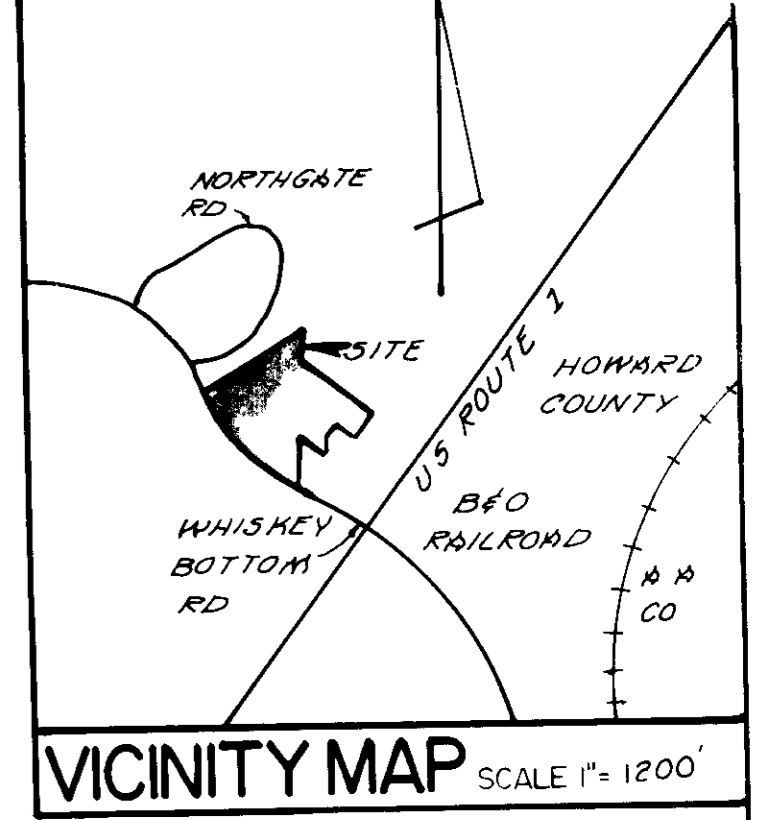 NORTHGATE
RD
SITE
US ROUTE 1
HOWARD
COUNTY
B&O
RAILROAD
WHISKEY
BOTTOM
RD
A A
CO
VICINITY MAP SCALE 1"= 1200'